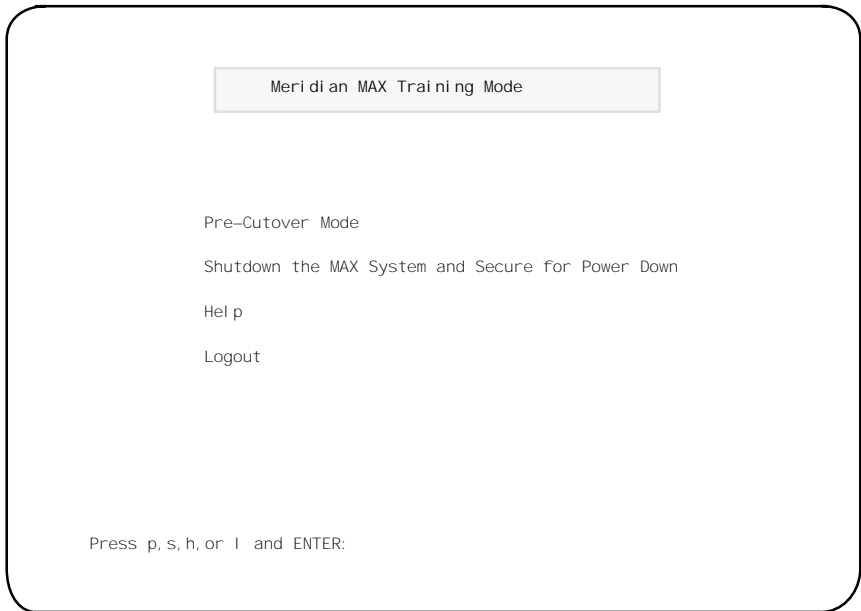 Meridian MAX Training Mode
Pre–Cutover Mode
Shutdown the MAX System and Secure for Power Down
Help
Logout
Press p,s,h,or l and ENTER: